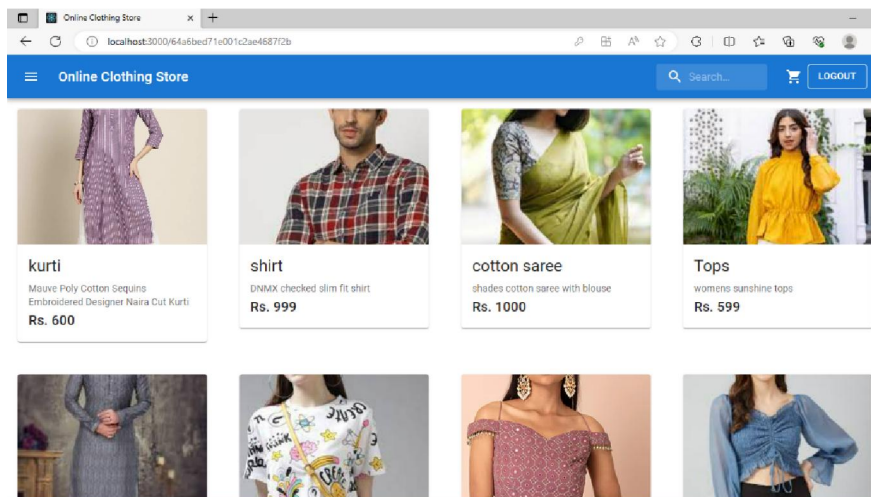 Online Clothing Store
localhost:3000/64a6bed71e001c2ae4687f2b
Online Clothing Store
Search...
LOGOUT
kurti
Mauve Poly Cotton Sequins
Embroidered Designer Naira Cut Kurti
Rs. 600
shirt
DNMX checked slim fit shirt
Rs. 999
cotton saree
shades cotton saree with blouse
Rs. 1000
Tops
womens sunshine tops
Rs. 599